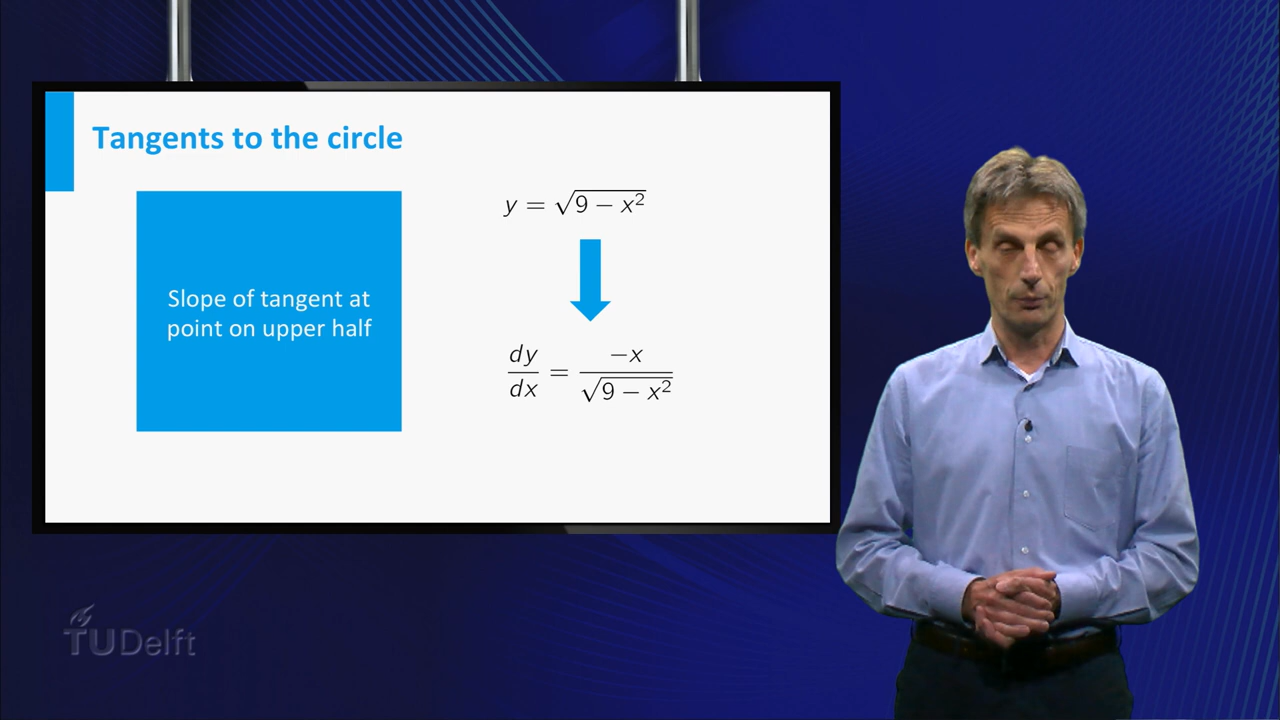 Tangents to the circle
Slope of tangent at
point on upper half
y = √(9 − x²)
dy/dx = −x/√(9 − x²)
TUDelft